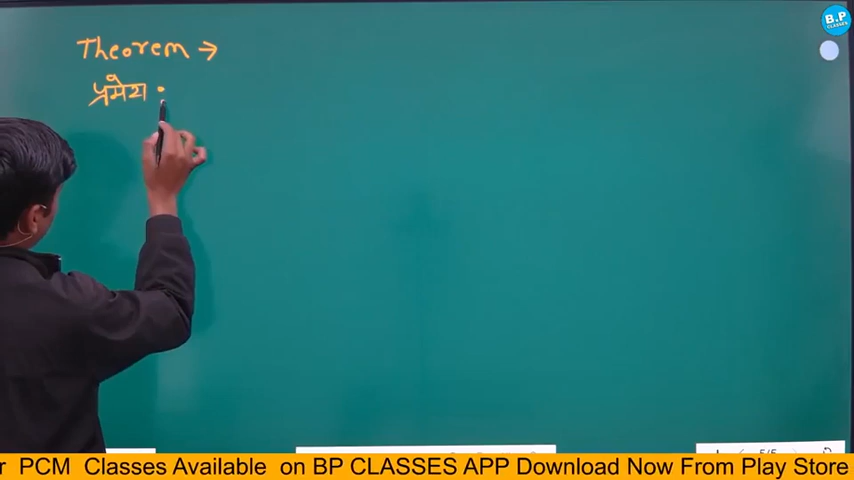 B.P
CLASSES
Theorem →
प्रमेय :
r PCM Classes Available on BP CLASSES APP Download Now From Play Store